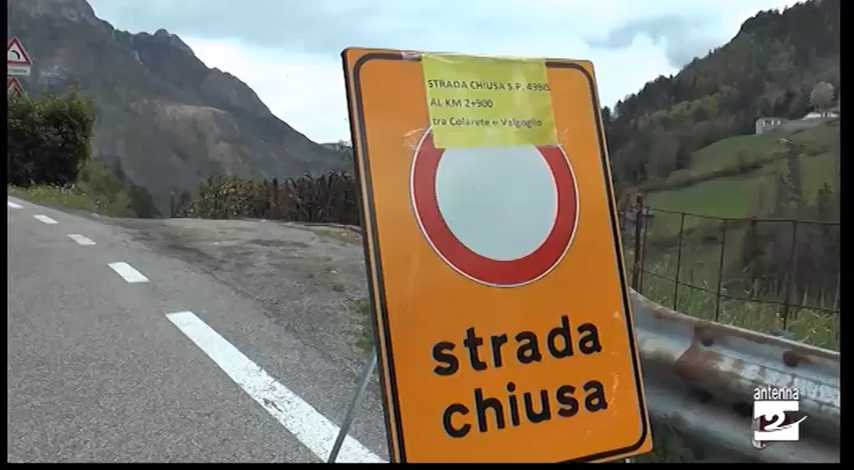 STRADA CHIUSA S.P. 49BIS
AL KM 2+900
tra Colarete e Valgoglio
strada
chiusa
antenna
2